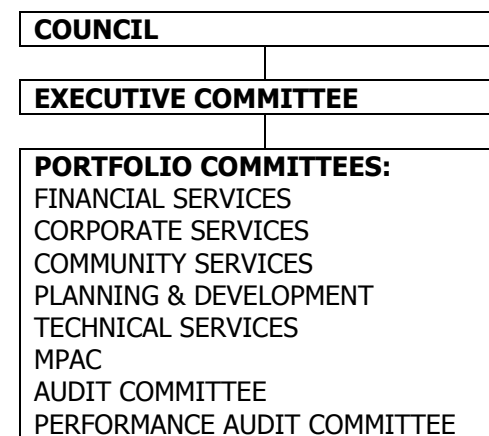 COUNCIL
EXECUTIVE COMMITTEE
PORTFOLIO COMMITTEES:
FINANCIAL SERVICES
CORPORATE SERVICES
COMMUNITY SERVICES
PLANNING & DEVELOPMENT
TECHNICAL SERVICES
MPAC
AUDIT COMMITTEE
PERFORMANCE AUDIT COMMITTEE